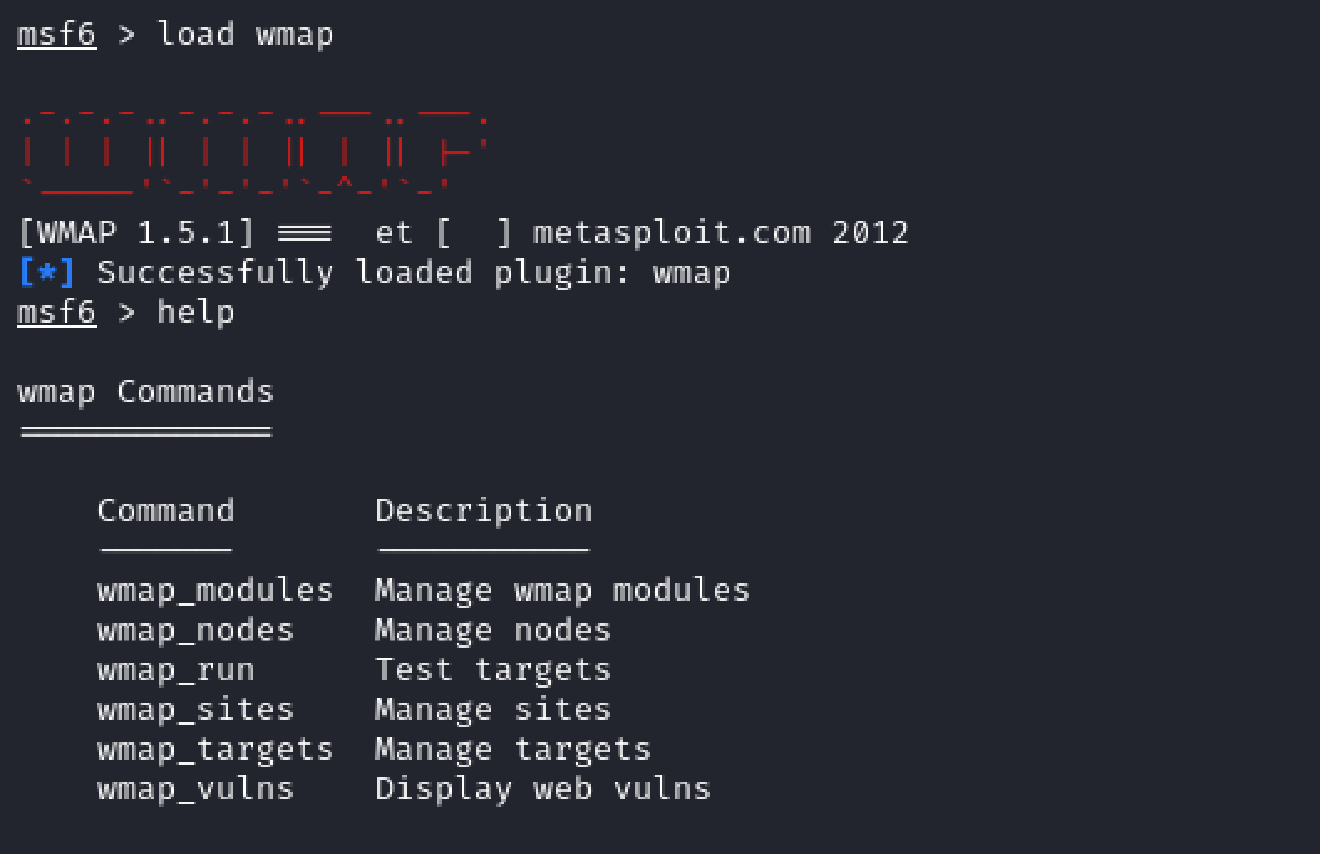 msf6 > load wmap
.-.-.-..-.-.-..---..---.
| | | || | | || | || |-'
`-----'`-'-'-'`-^-'`-'
[WMAP 1.5.1] === et [ ] metasploit.com 2012
[*] Successfully loaded plugin: wmap
msf6 > help
wmap Commands
=============
Command Description
------- -----------
wmap_modules Manage wmap modules
wmap_nodes Manage nodes
wmap_run Test targets
wmap_sites Manage sites
wmap_targets Manage targets
wmap_vulns Display web vulns